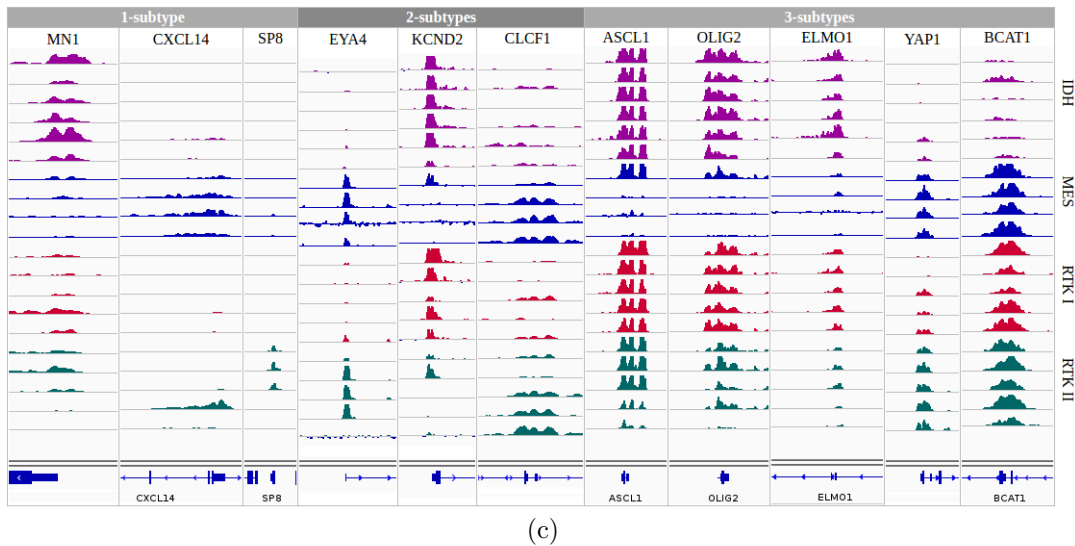 1-subtype 2-subtypes 3-subtypes
MN1 CXCL14 SP8 EYA4 KCND2 CLCF1 ASCL1 OLIG2 ELMO1 YAP1 BCAT1
IDH
MES
RTK I
RTK II
CXCL14 SP8 ASCL1 OLIG2 ELMO1 BCAT1
(c)